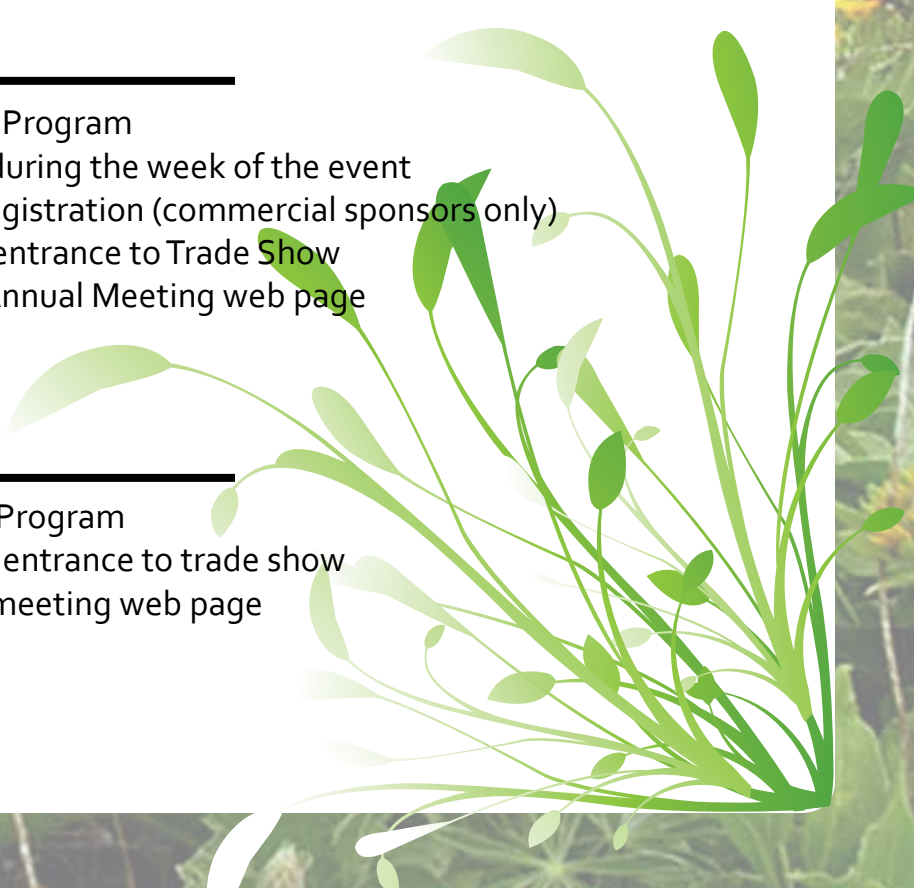 Program
during the week of the event
gistration (commercial sponsors only)
entrance to Trade Show
Annual Meeting web page
Program
entrance to trade show
meeting web page